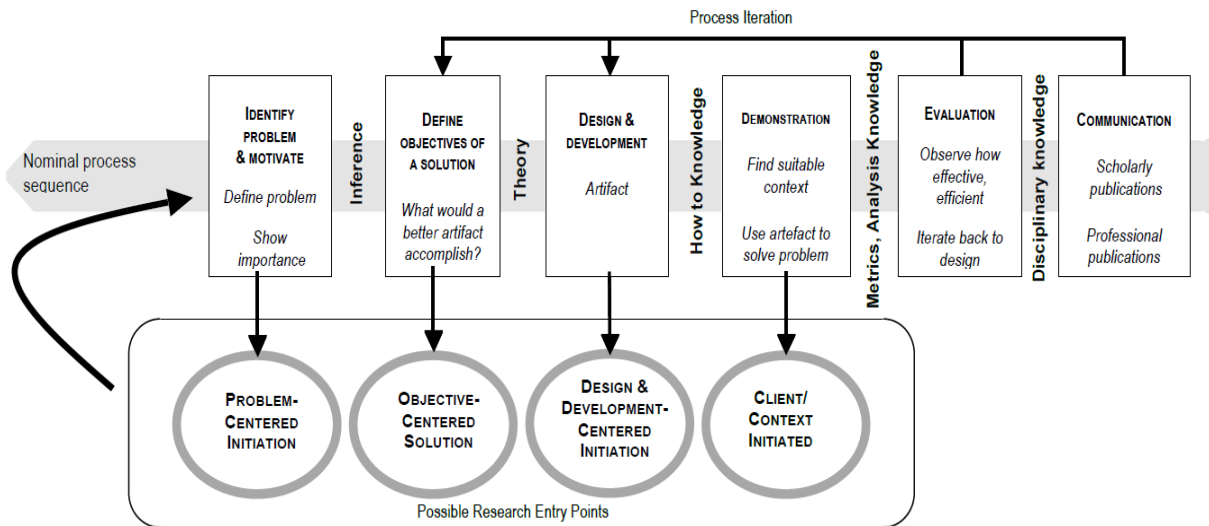 Process Iteration
Nominal process
sequence
IDENTIFY
PROBLEM
& MOTIVATE
Define problem
Show
importance
Inference
DEFINE
OBJECTIVES OF
A SOLUTION
What would a
better artifact
accomplish?
Theory
DESIGN &
DEVELOPMENT
Artifact
How to Knowledge
DEMONSTRATION
Find suitable
context
Use artefact to
solve problem
Metrics, Analysis Knowledge
EVALUATION
Observe how
effective,
efficient
Iterate back to
design
Disciplinary knowledge
COMMUNICATION
Scholarly
publications
Professional
publications
PROBLEM-
CENTERED
INITIATION
OBJECTIVE-
CENTERED
SOLUTION
DESIGN &
DEVELOPMENT-
CENTERED
INITIATION
CLIENT/
CONTEXT
INITIATED
Possible Research Entry Points